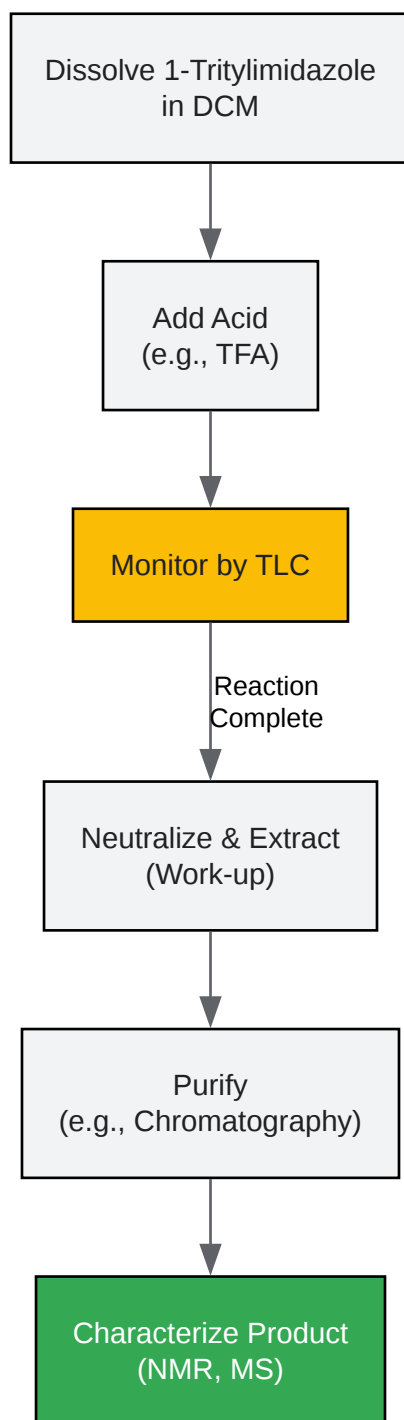 Dissolve 1-Tritylimidazole
in DCM
Add Acid
(e.g., TFA)
Monitor by TLC
Reaction
Complete
Neutralize & Extract
(Work-up)
Purify
(e.g., Chromatography)
Characterize Product
(NMR, MS)